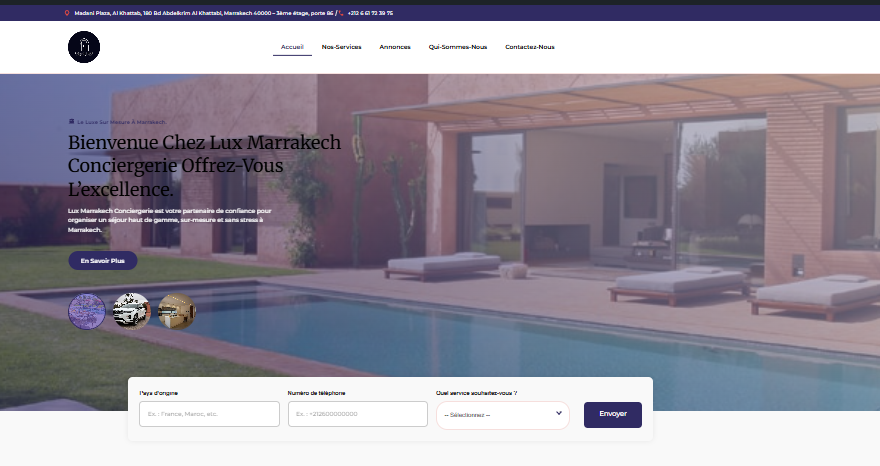 Madani Plaza, Al Khattab, 180 Bd Abdelkrim Al Khattabi, Marrakech 40000 – 3ème étage, porte 86 / +212 6 61 72 39 75
Accueil Nos-Services Annonces Qui-Sommes-Nous Contactez-Nous
Le Luxe Sur Mesure À Marrakech
Bienvenue Chez Lux Marrakech
Conciergerie Offrez-Vous
L'excellence.
Lux Marrakech Conciergerie est votre partenaire de confiance pour
organiser un séjour haut de gamme, sur-mesure et sans stress à
Marrakech.
En Savoir Plus
Pays d'origine Numéro de téléphone Quel service souhaitez-vous ?
Ex. : France, Maroc, etc. Ex. : +212600000000 -- Sélectionnez -- Envoyer